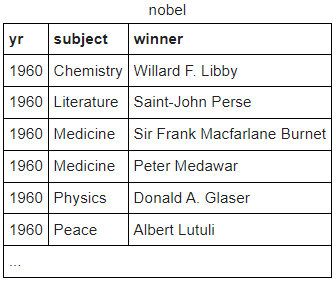 nobel
yr subject winner
1960 Chemistry Willard F. Libby
1960 Literature Saint-John Perse
1960 Medicine Sir Frank Macfarlane Burnet
1960 Medicine Peter Medawar
1960 Physics Donald A. Glaser
1960 Peace Albert Lutuli
...